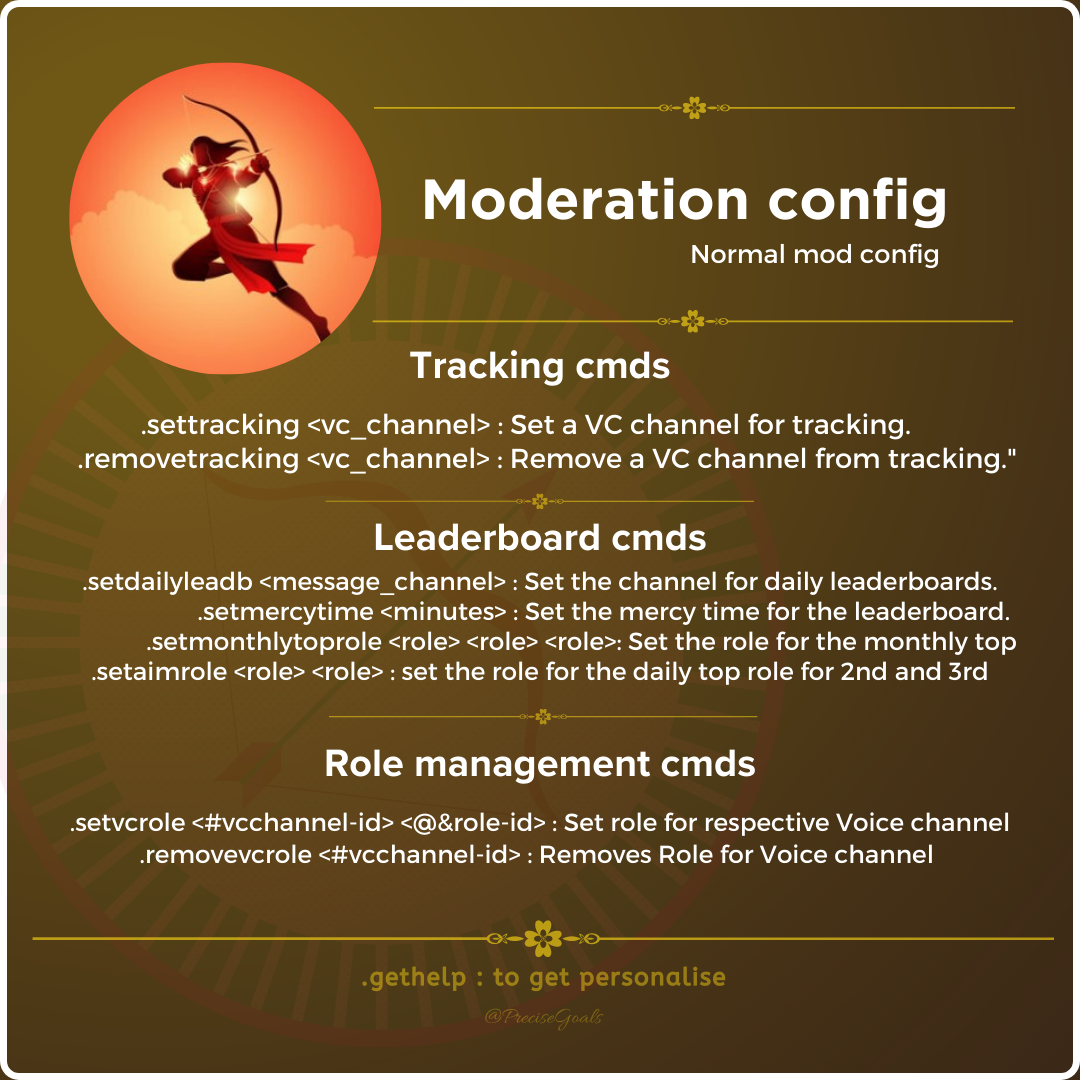 Moderation config
Normal mod config
Tracking cmds
.settracking <vc_channel> : Set a VC channel for tracking.
.removetracking <vc_channel> : Remove a VC channel from tracking."
Leaderboard cmds
.setdailyleadb <message_channel> : Set the channel for daily leaderboards.
.setmercytime <minutes> : Set the mercy time for the leaderboard.
.setmonthlytoprole <role> <role> <role>: Set the role for the monthly top
.setaimrole <role> <role> : set the role for the daily top role for 2nd and 3rd
Role management cmds
.setvcrole <#vcchannel-id> <@&role-id> : Set role for respective Voice channel
.removevcrole <#vcchannel-id> : Removes Role for Voice channel
.gethelp : to get personalise
@PreciseGoals